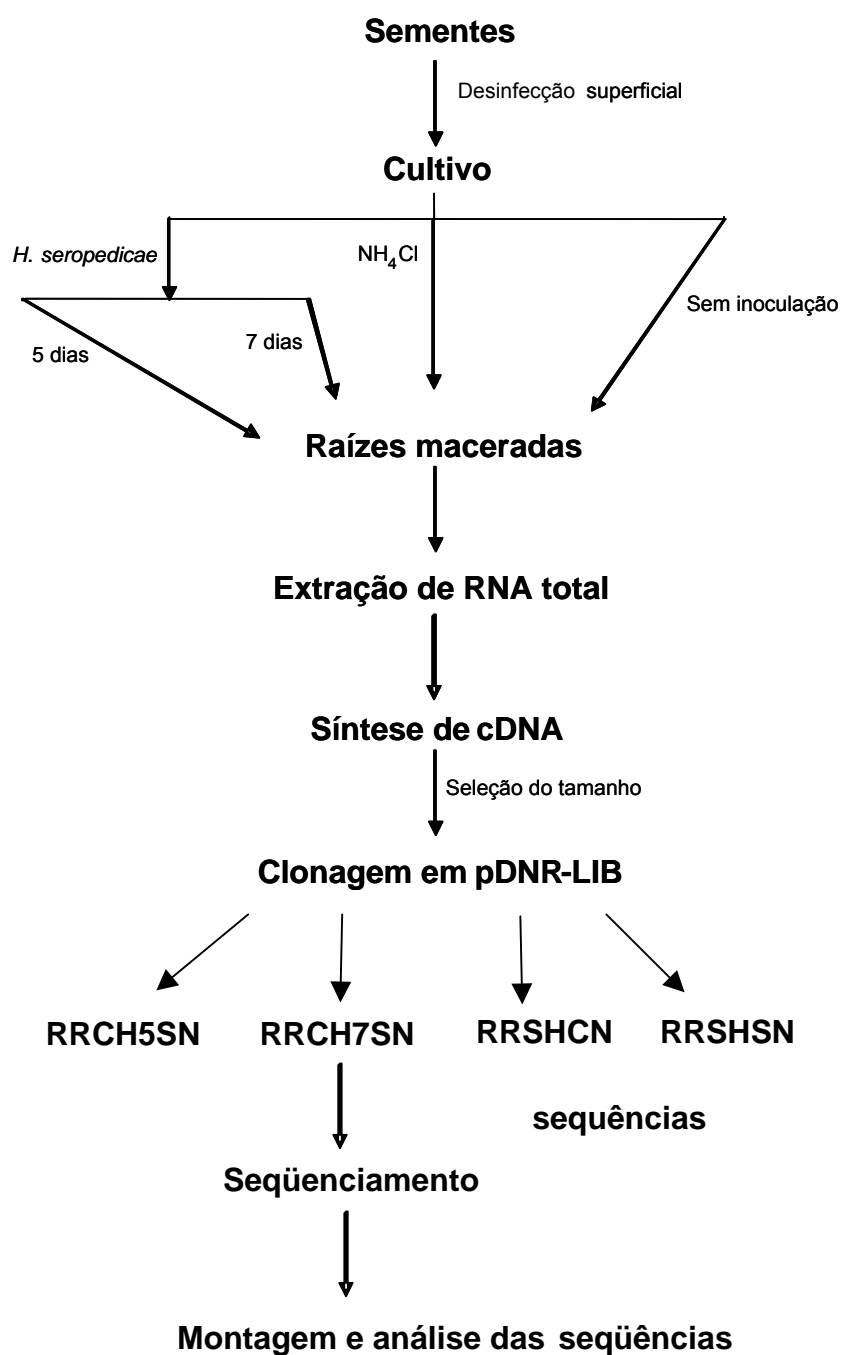 Sementes
Desinfecção superficial
Cultivo
H. seropedicae
NH4Cl
Sem inoculação
5 dias
7 dias
Raízes maceradas
Extração de RNA total
Síntese de cDNA
Seleção do tamanho
Clonagem em pDNR-LIB
RRCH5SN RRCH7SN RRSHCN RRSHSN
sequências
Seqüenciamento
Montagem e análise das seqüências